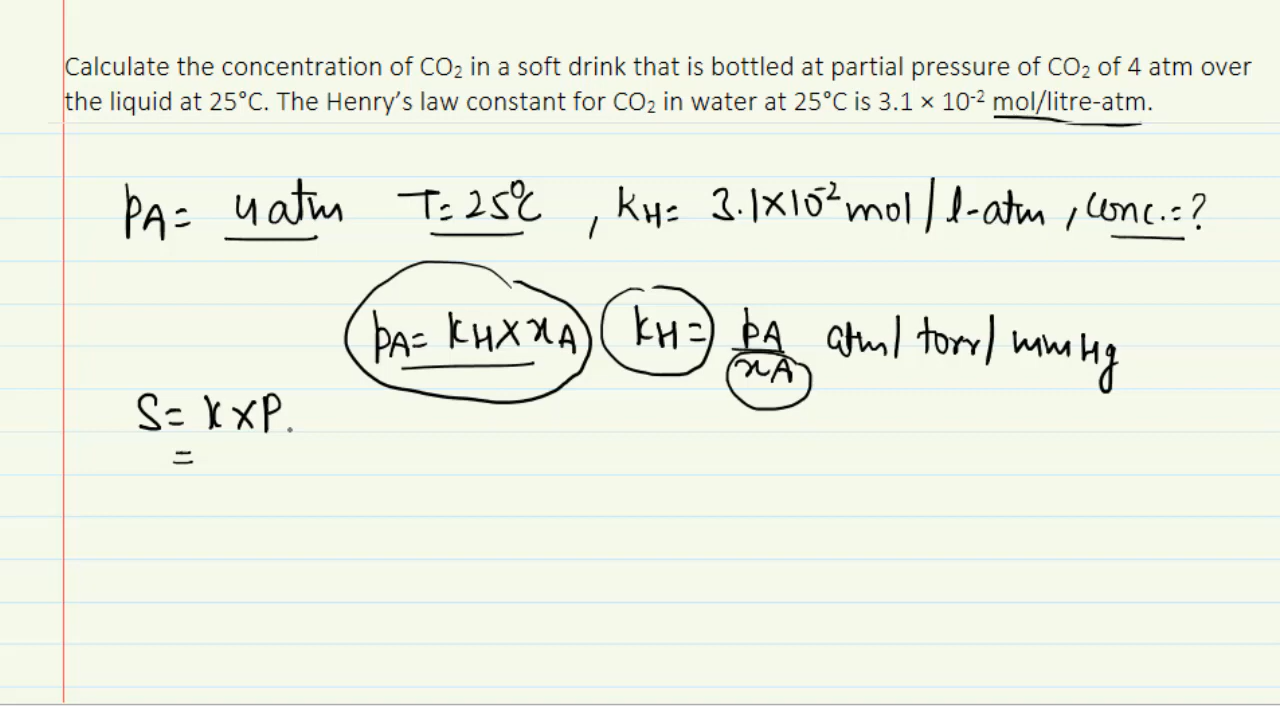 Calculate the concentration of CO₂ in a soft drink that is bottled at partial pressure of CO₂ of 4 atm over
the liquid at 25°C. The Henry's law constant for CO₂ in water at 25°C is 3.1 × 10⁻² mol/litre-atm.
pA= 4 atm T= 25°C , kH= 3.1×10⁻² mol/l-atm , Conc.=?
pA= kH×xA kH= pA/xA atm/ torr/ mmHg
S= K×P.
=